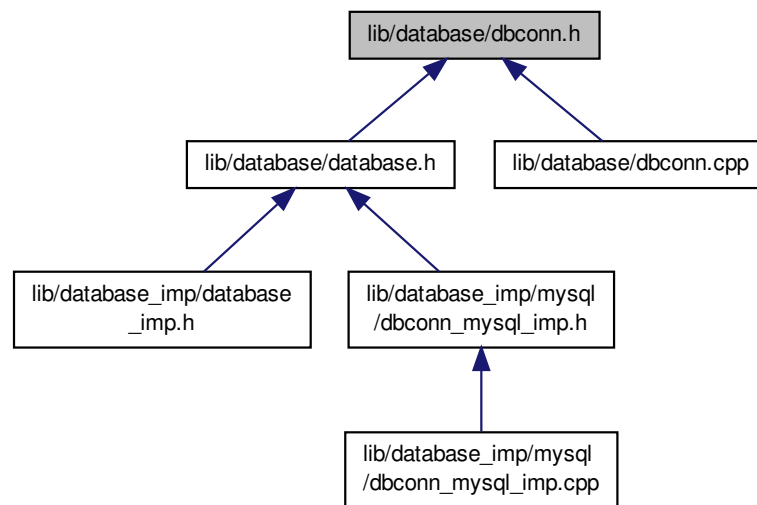 lib/database/dbconn.h
lib/database/database.h
lib/database/dbconn.cpp
lib/database_imp/database
_imp.h
lib/database_imp/mysql
/dbconn_mysql_imp.h
lib/database_imp/mysql
/dbconn_mysql_imp.cpp